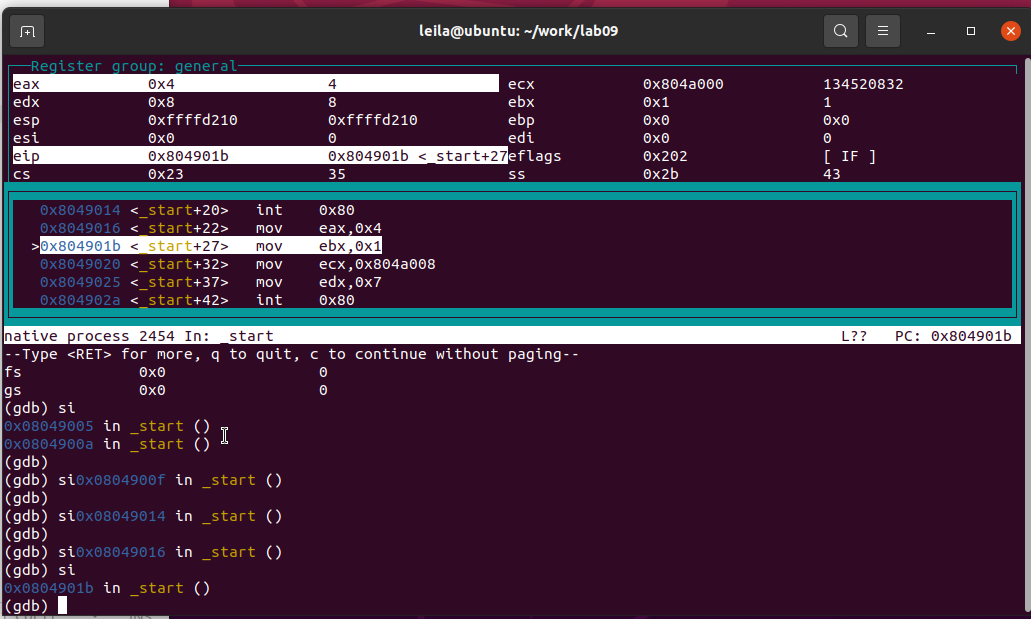 leila@ubuntu: ~/work/lab09
Register group: general
eax 0x4 4 ecx 0x804a000 134520832
edx 0x8 8 ebx 0x1 1
esp 0xffffd210 0xffffd210 ebp 0x0 0x0
esi 0x0 0 edi 0x0 0
eip 0x804901b 0x804901b <_start+27 eflags 0x202 [ IF ]
cs 0x23 35 ss 0x2b 43
0x8049014 <_start+20> int 0x80
0x8049016 <_start+22> mov eax,0x4
>0x804901b <_start+27> mov ebx,0x1
0x8049020 <_start+32> mov ecx,0x804a008
0x8049025 <_start+37> mov edx,0x7
0x804902a <_start+42> int 0x80
native process 2454 In: _start L?? PC: 0x804901b
--Type <RET> for more, q to quit, c to continue without paging--
fs 0x0 0
gs 0x0 0
(gdb) si
0x08049005 in _start ()
0x0804900a in _start ()
(gdb)
(gdb) si0x0804900f in _start ()
(gdb)
(gdb) si0x08049014 in _start ()
(gdb)
(gdb) si0x08049016 in _start ()
(gdb) si
0x0804901b in _start ()
(gdb)